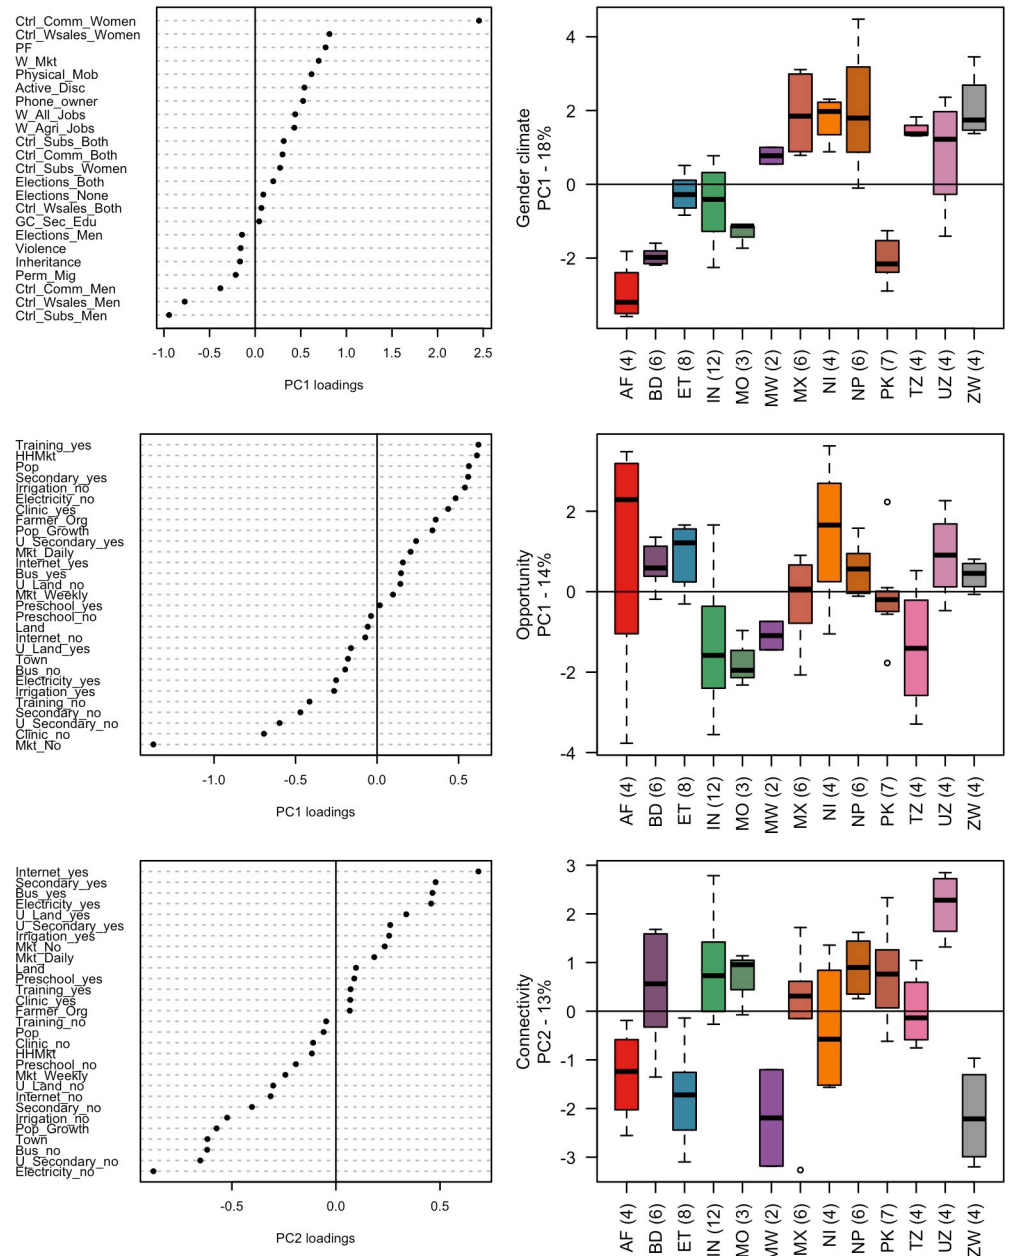 Ctrl_Comm_Women
Ctrl_Wsales_Women
PF
W_Mkt
Physical_Mob
Active_Disc
Phone_owner
W_All_Jobs
W_Agri_Jobs
Ctrl_Subs_Both
Ctrl_Comm_Both
Ctrl_Subs_Women
Elections_Both
Elections_None
Ctrl_Wsales_Both
GC_Sec_Edu
Elections_Men
Violence
Inheritance
Perm_Mig
Ctrl_Comm_Men
Ctrl_Wsales_Men
Ctrl_Subs_Men
-1.0 -0.5 0.0 0.5 1.0 1.5 2.0 2.5
PC1 loadings
Gender climate
PC1 - 18%
4
2
0
-2
AF (4) BD (6) ET (8) IN (12) MO (3) MW (2) MX (6) NI (4) NP (6) PK (7) TZ (4) UZ (4) ZW (4)
Training_yes
HHMkt
Pop
Secondary_yes
Irrigation_no
Electricity_no
Clinic_yes
Farmer_Org
Pop_Growth
U_Secondary_yes
Mkt_Daily
Internet_yes
Bus_yes
U_Land_no
Mkt_Weekly
Preschool_yes
Preschool_no
Land
Internet_no
U_Land_yes
Town
Bus_no
Electricity_yes
Irrigation_yes
Training_no
Secondary_no
U_Secondary_no
Clinic_no
Mkt_No
-1.0 -0.5 0.0 0.5
PC1 loadings
Opportunity
PC1 - 14%
2
0
-2
-4
AF (4) BD (6) ET (8) IN (12) MO (3) MW (2) MX (6) NI (4) NP (6) PK (7) TZ (4) UZ (4) ZW (4)
Internet_yes
Secondary_yes
Bus_yes
Electricity_yes
U_Land_yes
U_Secondary_yes
Irrigation_yes
Mkt_No
Mkt_Daily
Land
Preschool_yes
Training_yes
Clinic_yes
Farmer_Org
Training_no
Pop
Clinic_no
HHMkt
Preschool_no
Mkt_Weekly
U_Land_no
Internet_no
Secondary_no
Irrigation_no
Pop_Growth
Town
Bus_no
U_Secondary_no
Electricity_no
-0.5 0.0 0.5
PC2 loadings
Connectivity
PC2 - 13%
3
2
1
0
-1
-2
-3
AF (4) BD (6) ET (8) IN (12) MO (3) MW (2) MX (6) NI (4) NP (6) PK (7) TZ (4) UZ (4) ZW (4)